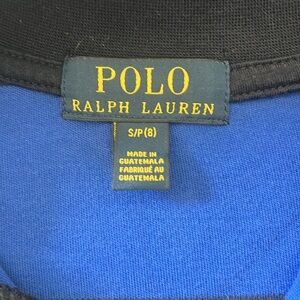 POLO
RALPH LAUREN
S/P (8)
MADE IN
GUATEMALA
FABRIQUÉ AU
GUATEMALA